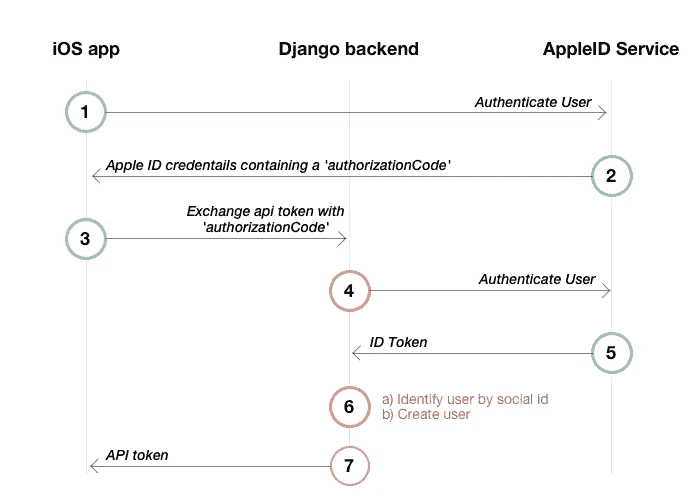 iOS app
Django backend
AppleID Service
1
Authenticate User
Apple ID credentails containing a 'authorizationCode'
2
3
Exchange api token with
'authorizationCode'
4
Authenticate User
ID Token
5
6
a) Identify user by social id
b) Create user
API token
7